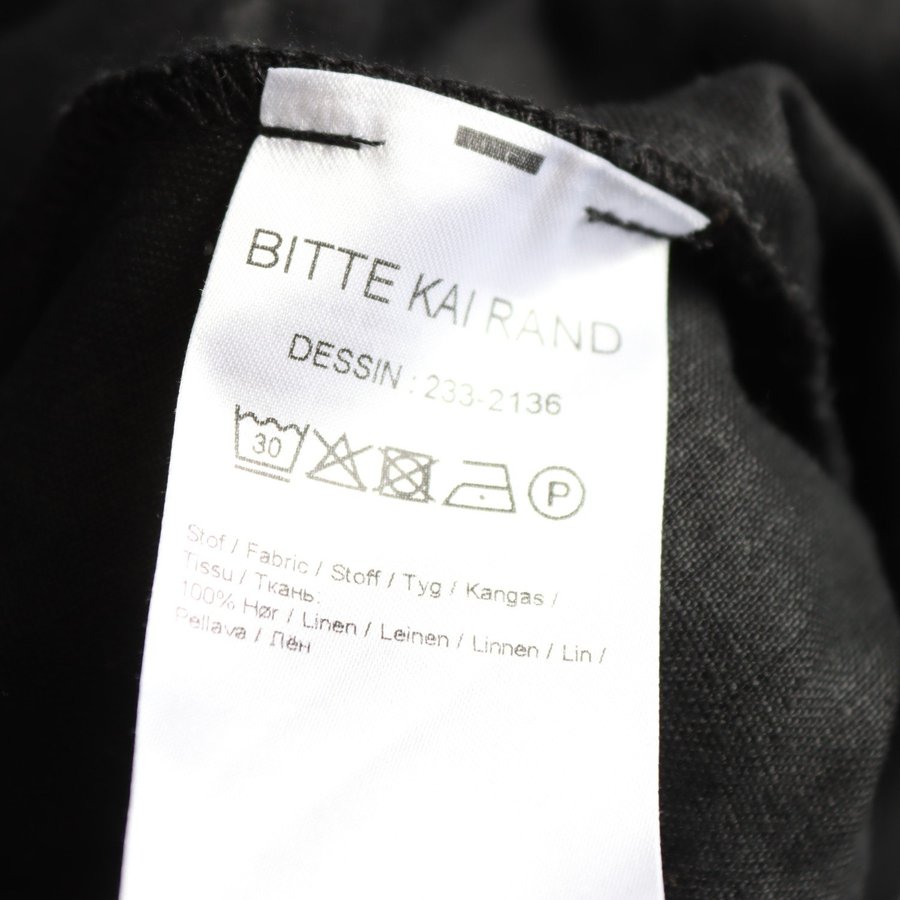 BITTE KAI RAND
DESSIN : 233-2136
30
P
Stof / Fabric / Stoff / Tyg / Kangas /
Tissu / Ткань:
100% Hør / Linen / Leinen / Linnen / Lin /
Pellava / Лён